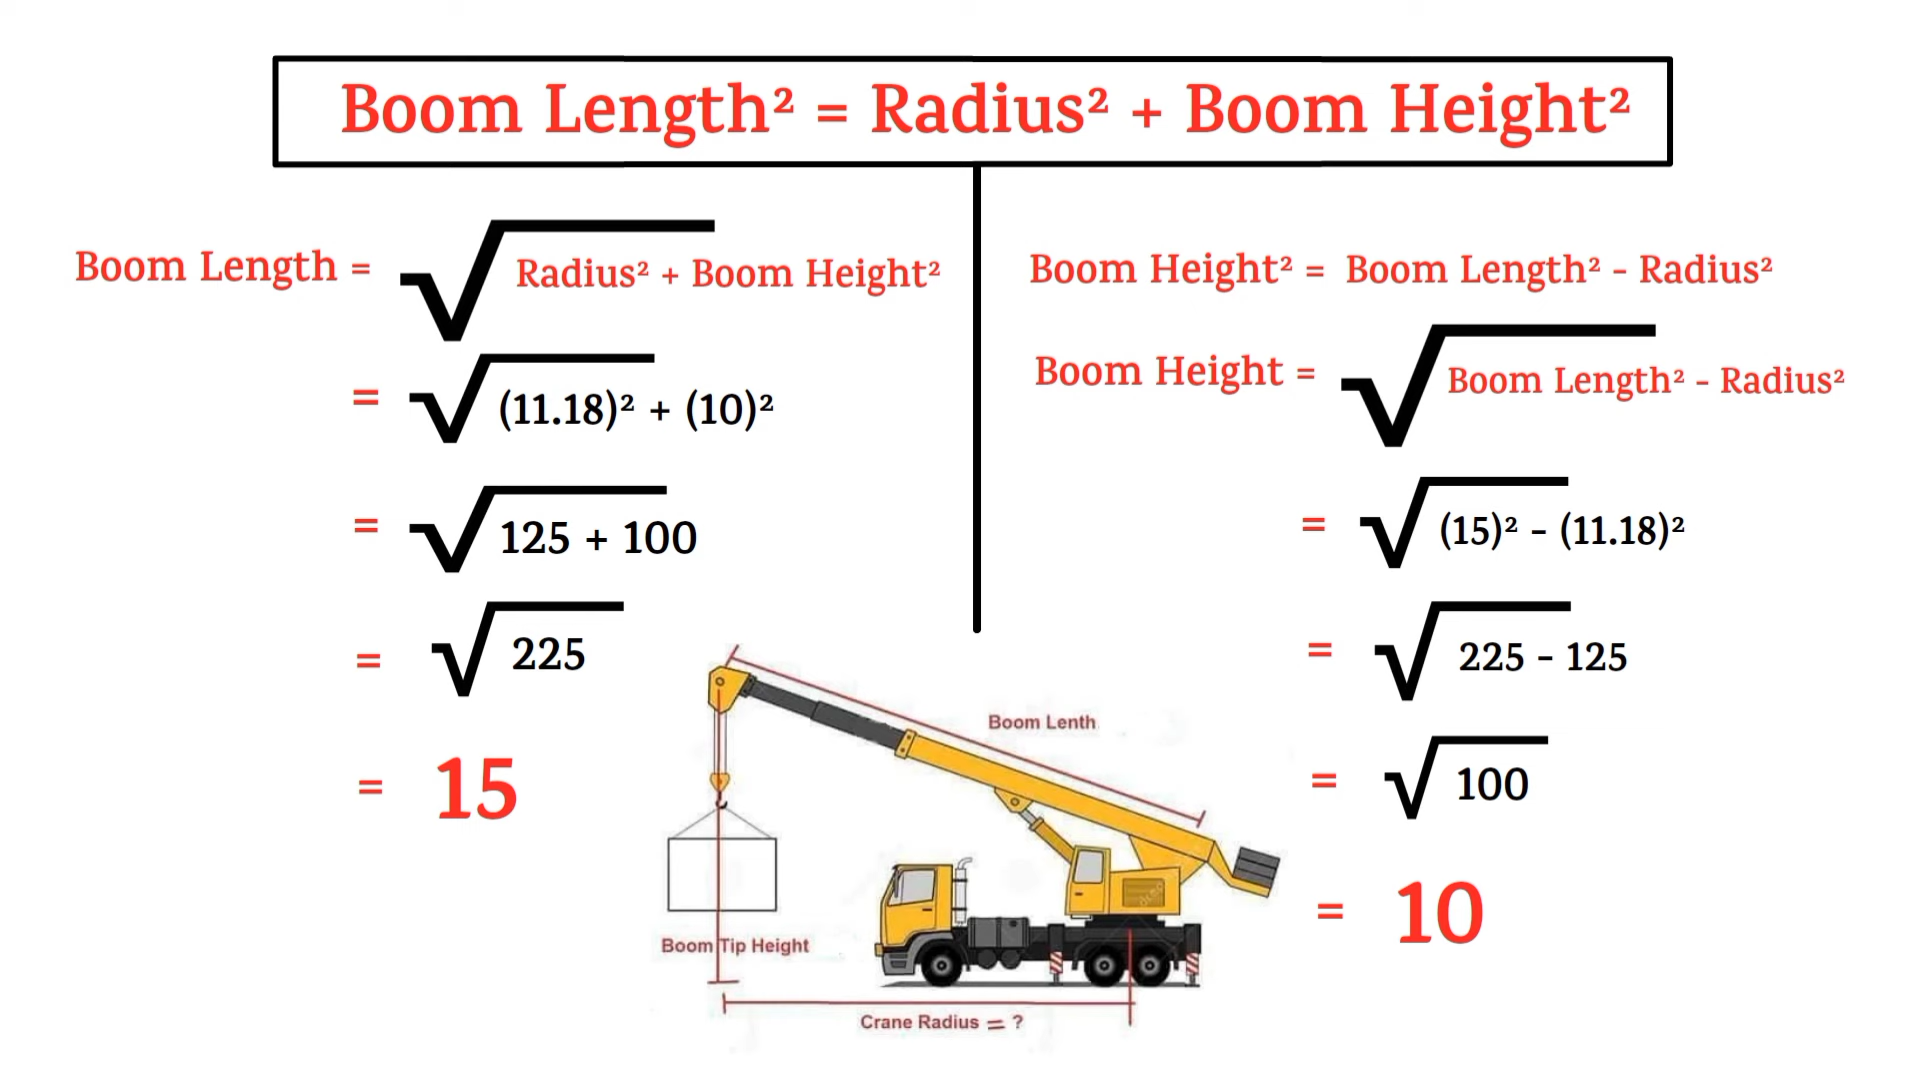 Boom Length² = Radius² + Boom Height²
Boom Length = √ Radius² + Boom Height²
= √ (11.18)² + (10)²
= √ 125 + 100
= √ 225
= 15
Boom Height² = Boom Length² - Radius²
Boom Height = √ Boom Length² - Radius²
= √ (15)² - (11.18)²
= √ 225 - 125
= √ 100
= 10
Boom Lenth
Boom Tip Height
Crane Radius = ?